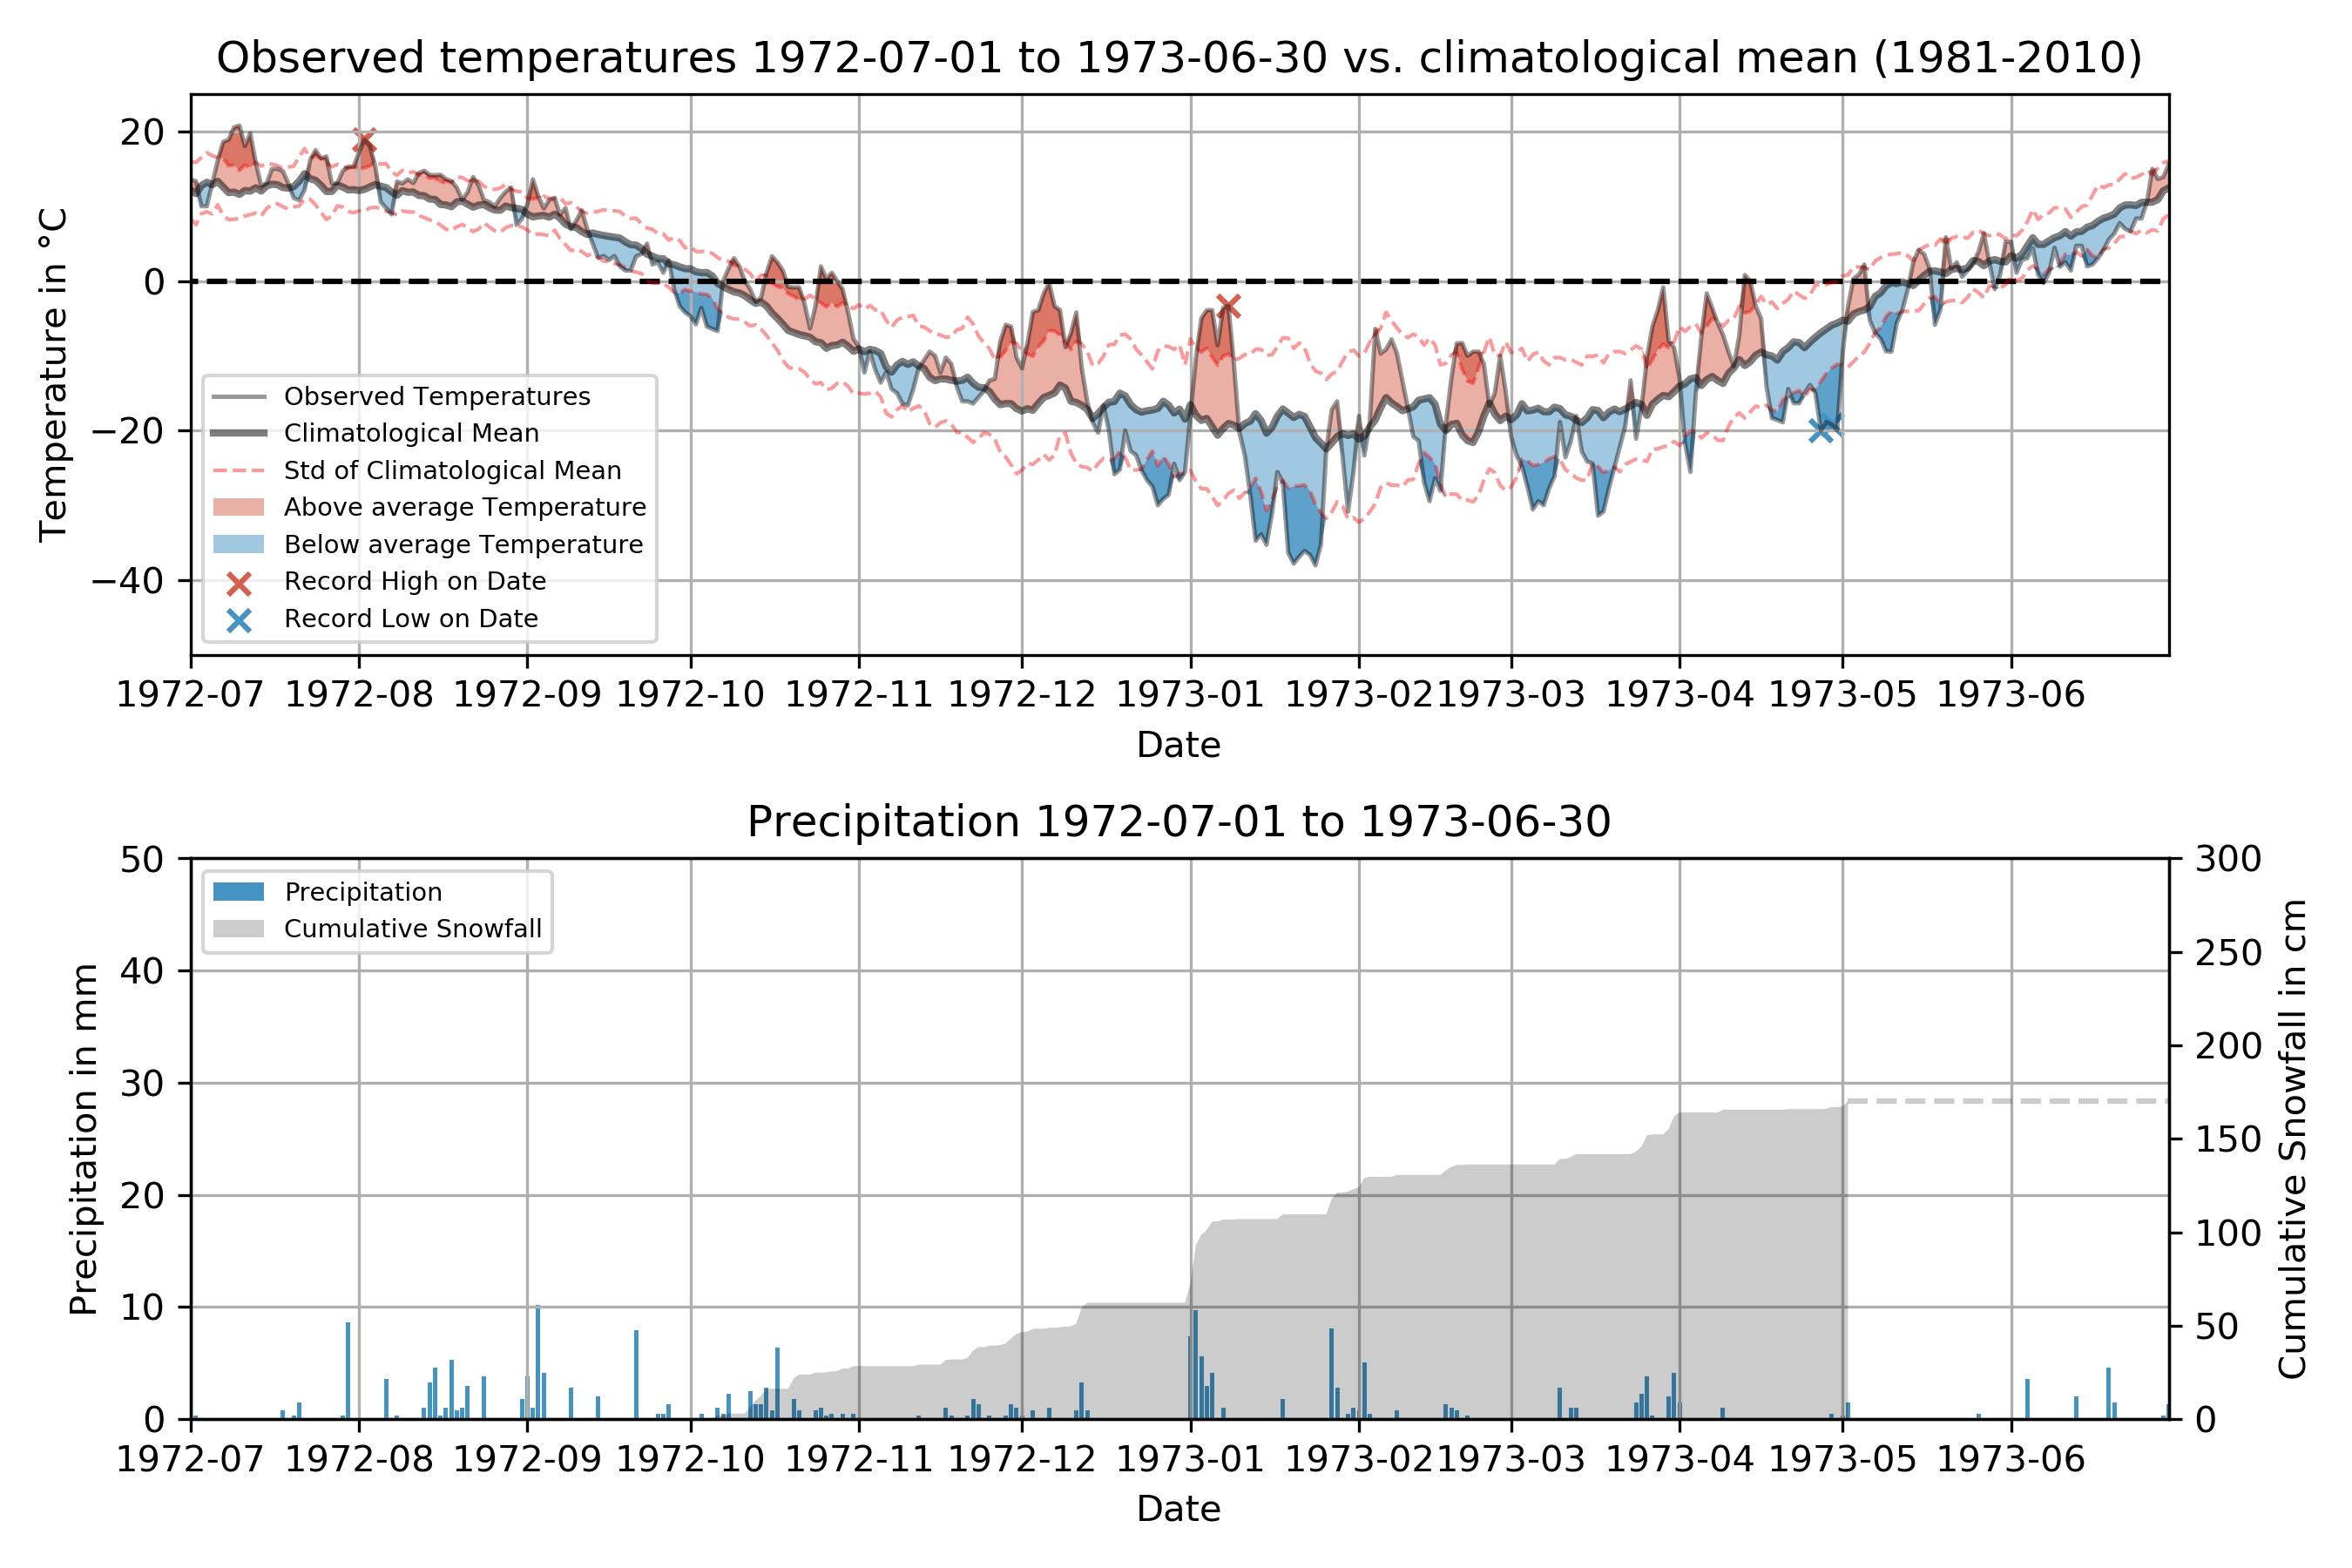 Observed temperatures 1972-07-01 to 1973-06-30 vs. climatological mean (1981-2010)
Temperature in °C
20
0
−20
−40
Observed Temperatures
Climatological Mean
Std of Climatological Mean
Above average Temperature
Below average Temperature
Record High on Date
Record Low on Date
1972-07 1972-08 1972-09 1972-10 1972-11 1972-12 1973-01 1973-02 1973-03 1973-04 1973-05 1973-06
Date
Precipitation 1972-07-01 to 1973-06-30
Precipitation in mm
50
40
30
20
10
0
Precipitation
Cumulative Snowfall
300
250
200
150
100
50
0
Cumulative Snowfall in cm
1972-07 1972-08 1972-09 1972-10 1972-11 1972-12 1973-01 1973-02 1973-03 1973-04 1973-05 1973-06
Date